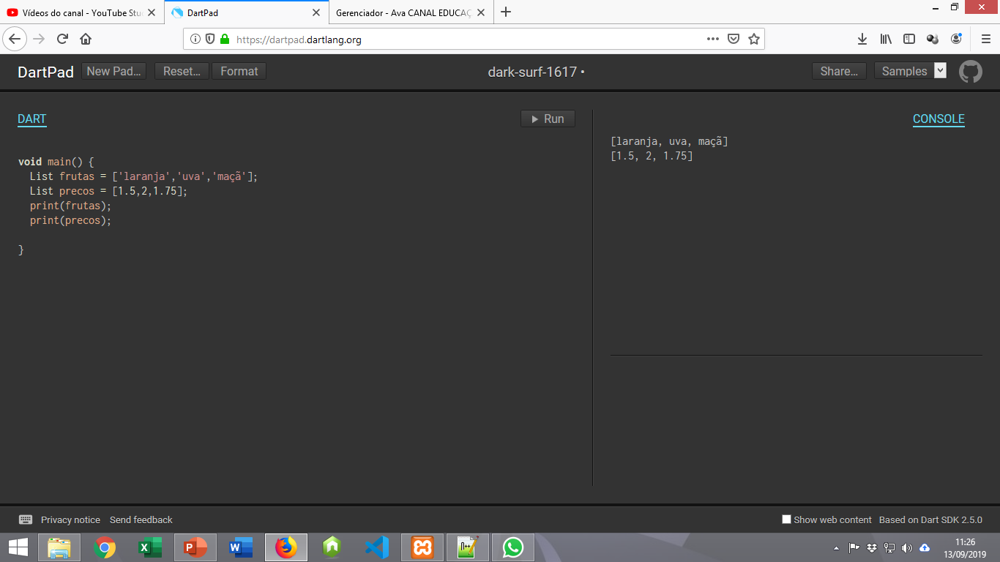 Vídeos do canal - YouTube Stu
DartPad
Gerenciador - Ava CANAL EDUCAÇ
https://dartpad.dartlang.org
DartPad
New Pad...
Reset...
Format
dark-surf-1617 •
Share...
Samples
DART
Run
CONSOLE
void main() {
  List frutas = ['laranja','uva','maçã'];
  List precos = [1.5,2,1.75];
  print(frutas);
  print(precos);
}
[laranja, uva, maçã]
[1.5, 2, 1.75]
Privacy notice
Send feedback
Show web content
Based on Dart SDK 2.5.0
11:26
13/09/2019